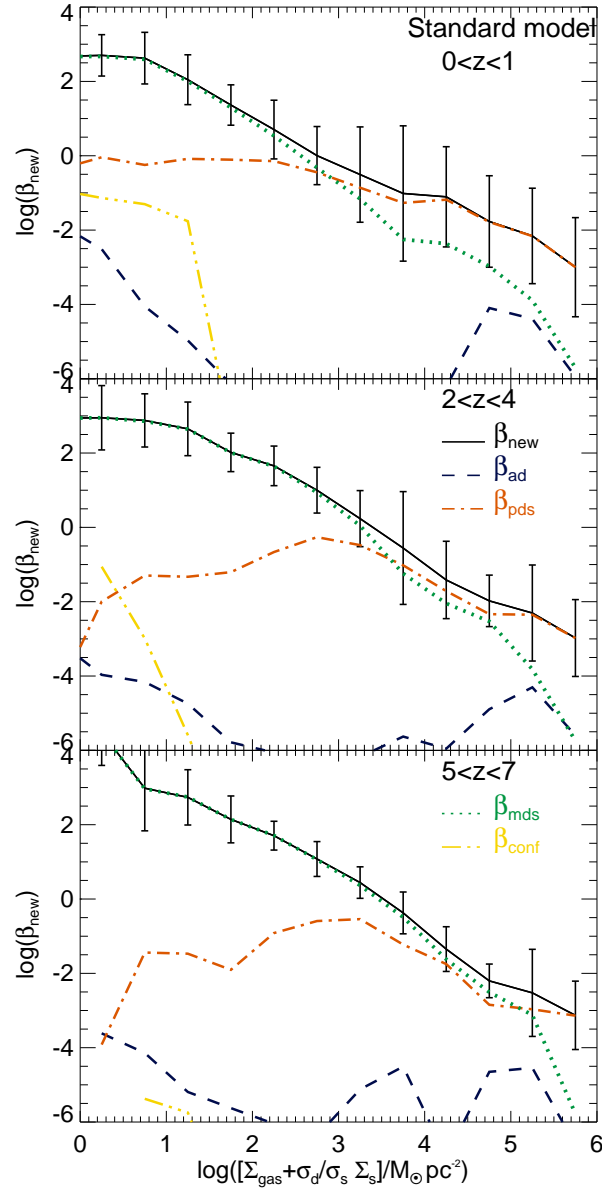 Standard model
0<z<1
log(β_new)
4
2
0
-2
-4
-6
2<z<4
β_new
β_ad
β_pds
log(β_new)
4
2
0
-2
-4
-6
5<z<7
β_mds
β_conf
log(β_new)
4
2
0
-2
-4
-6
0 1 2 3 4 5 6
log([Σ_gas+σ_d/σ_s Σ_s]/M_⊙ pc^-2)